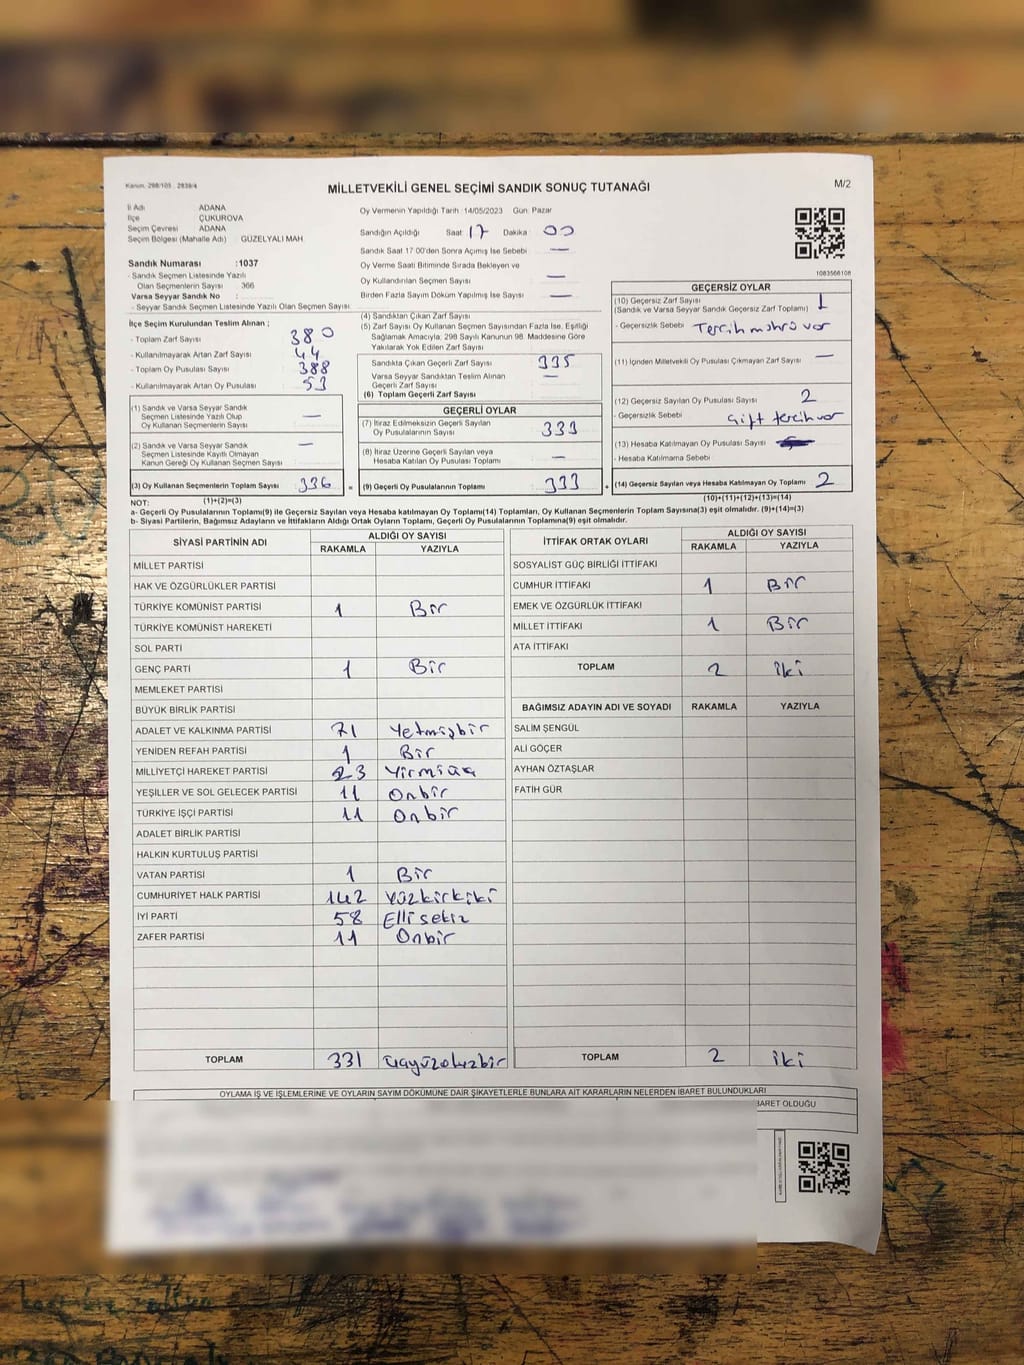 Kanun. 298/105 . 2839/4
MİLLETVEKİLİ GENEL SEÇİMİ SANDIK SONUÇ TUTANAĞI
M/2
İl Adı ADANA
İlçe ÇUKUROVA
Seçim Çevresi ADANA
Seçim Bölgesi (Mahalle Adı) GÜZELYALI MAH.
Sandık Numarası :1037
- Sandık Seçmen Listesinde Yazılı
Olan Seçmenlerin Sayısı 366
Varsa Seyyar Sandık No :
- Seyyar Sandık Seçmen Listesinde Yazılı Olan Seçmen Sayısı
İlçe Seçim Kurulundan Teslim Alınan ;
- Toplam Zarf Sayısı 380
- Kullanılmayarak Artan Zarf Sayısı 44
- Toplam Oy Pusulası Sayısı 388
- Kullanılmayarak Artan Oy Pusulası 53
Oy Vermenin Yapıldığı Tarih 14/05/2023 Gün: Pazar
Sandığın Açıldığı Saat 17 Dakika 00
Sandık Saat 17 00'den Sonra Açımış İse Sebebi —
Oy Verme Saati Bitiminde Sırada Bekleyen ve
Oy Kullandırılan Seçmen Sayısı —
Birden Fazla Sayım Döküm Yapılmış İse Sayısı —
(4) Sandıktan Çıkan Zarf Sayısı
(5) Zarf Sayısı Oy Kullanan Seçmen Sayısından Fazla İse, Eşitliği
Sağlamak Amacıyla; 298 Sayılı Kanunun 98. Maddesine Göre
Yakılarak Yok Edilen Zarf Sayısı
Sandıkta Çıkan Geçerli Zarf Sayısı 335
Varsa Seyyar Sandıktan Teslim Alınan —
Geçerli Zarf Sayısı
(6) Toplam Geçerli Zarf Sayısı
1083566108
GEÇERSİZ OYLAR
(10) Geçersiz Zarf Sayısı 1
(Sandık ve Varsa Seyyar Sandık Geçersiz Zarf Toplamı)
- Geçersizlik Sebebi Tercih mührü var
(11) İçinden Milletvekili Oy Pusulası Çıkmayan Zarf Sayısı —
(12) Geçersiz Sayılan Oy Pusulası Sayısı 2
- Geçersizlik Sebebi Çift tercih var
(13) Hesaba Katılmayan Oy Pusulası Sayısı
- Hesaba Katılmama Sebebi
(14) Geçersiz Sayılan veya Hesaba Katılmayan Oy Toplamı 2
(10)+(11)+(12)+(13)=(14)
(1) Sandık ve Varsa Seyyar Sandık
Seçmen Listesinde Yazılı Olup —
Oy Kullanan Seçmenlerin Sayısı
(2) Sandık ve Varsa Seyyar Sandık —
Seçmen Listesinde Kayıtlı Olmayan
Kanun Gereği Oy Kullanan Seçmen Sayısı
(3) Oy Kullanan Seçmenlerin Toplam Sayısı 336 =
(1)+(2)=(3)
GEÇERLİ OYLAR
(7) İtiraz Edilmeksizin Geçerli Sayılan
Oy Pusulalarının Sayısı 333
(8) İtiraz Üzerine Geçerli Sayılan veya
Hesaba Katılan Oy Pusulası Toplamı —
(9) Geçerli Oy Pusulalarının Toplamı 333 +
NOT:
a- Geçerli Oy Pusulalarının Toplamı(9) ile Geçersiz Sayılan veya Hesaba katılmayan Oy Toplamı(14) Toplamları, Oy Kullanan Seçmenlerin Toplam Sayısına(3) eşit olmalıdır. (9)+(14)=(3)
b- Siyasi Partilerin, Bağımsız Adayların ve İttifakların Aldığı Ortak Oyların Toplamı, Geçerli Oy Pusulalarının Toplamına(9) eşit olmalıdır.
SİYASİ PARTİNİN ADI ALDIĞI OY SAYISI
RAKAMLA YAZIYLA
MİLLET PARTİSİ
HAK VE ÖZGÜRLÜKLER PARTİSİ
TÜRKİYE KOMÜNİST PARTİSİ 1 Bir
TÜRKİYE KOMÜNİST HAREKETİ
SOL PARTİ
GENÇ PARTİ 1 Bir
MEMLEKET PARTİSİ
BÜYÜK BİRLİK PARTİSİ
ADALET VE KALKINMA PARTİSİ 71 Yetmişbir
YENİDEN REFAH PARTİSİ 1 Bir
MİLLİYETÇİ HAREKET PARTİSİ 23 Yirmiüç
YEŞİLLER VE SOL GELECEK PARTİSİ 11 Onbir
TÜRKİYE İŞÇİ PARTİSİ 11 Onbir
ADALET BİRLİK PARTİSİ
HALKIN KURTULUŞ PARTİSİ
VATAN PARTİSİ 1 Bir
CUMHURİYET HALK PARTİSİ 142 Yüzkırkiki
İYİ PARTİ 58 Ellisekiz
ZAFER PARTİSİ 11 Onbir
TOPLAM 331 Üçyüzotuzbir
İTTİFAK ORTAK OYLARI ALDIĞI OY SAYISI
RAKAMLA YAZIYLA
SOSYALİST GÜÇ BİRLİĞİ İTTİFAKI
CUMHUR İTTİFAKI 1 Bir
EMEK VE ÖZGÜRLÜK İTTİFAKI
MİLLET İTTİFAKI 1 Bir
ATA İTTİFAKI
TOPLAM 2 iki
BAĞIMSIZ ADAYIN ADI VE SOYADI RAKAMLA YAZIYLA
SALİM ŞENGÜL
ALİ GÖÇER
AYHAN ÖZTAŞLAR
FATİH GÜR
TOPLAM 2 iki
OYLAMA İŞ VE İŞLEMLERİNE VE OYLARIN SAYIM DÖKÜMÜNE DAİR ŞİKAYETLERLE BUNLARA AİT KARARLARIN NELERDEN İBARET BULUNDUKLARI
BARET OLDUĞU